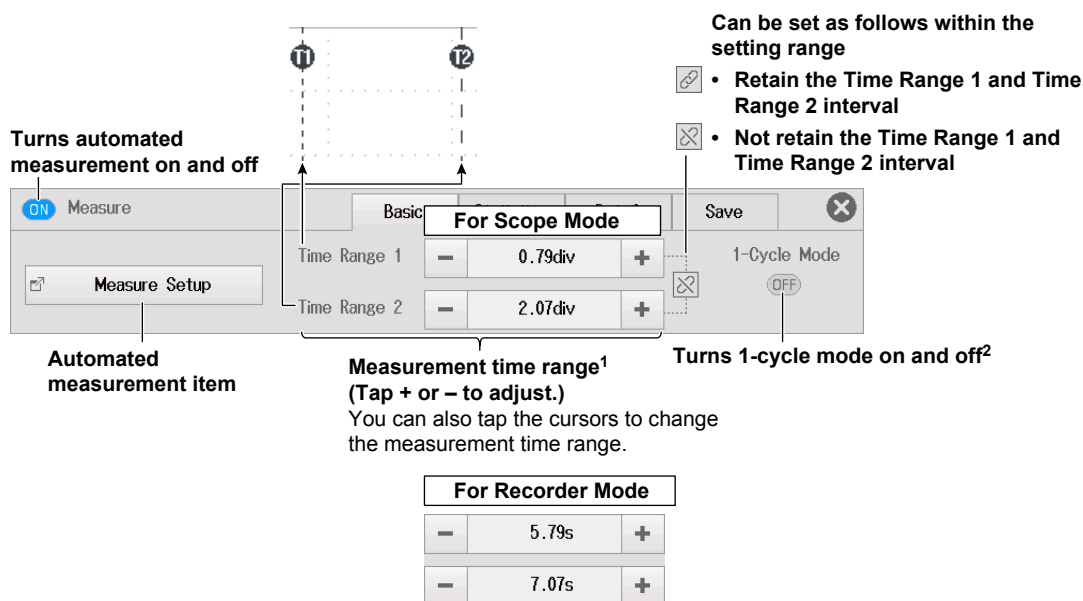 Can be set as follows within the
setting range
• Retain the Time Range 1 and Time
Range 2 interval
• Not retain the Time Range 1 and
Time Range 2 interval
T1
T2
Turns automated
measurement on and off
ON Measure
Basic
Save
For Scope Mode
Time Range 1 − 0.79div +
1-Cycle Mode
Measure Setup
OFF
Time Range 2 − 2.07div +
Automated
measurement item
Measurement time range1
(Tap + or – to adjust.)
You can also tap the cursors to change
the measurement time range.
Turns 1-cycle mode on and off2
For Recorder Mode
− 5.79s +
− 7.07s +